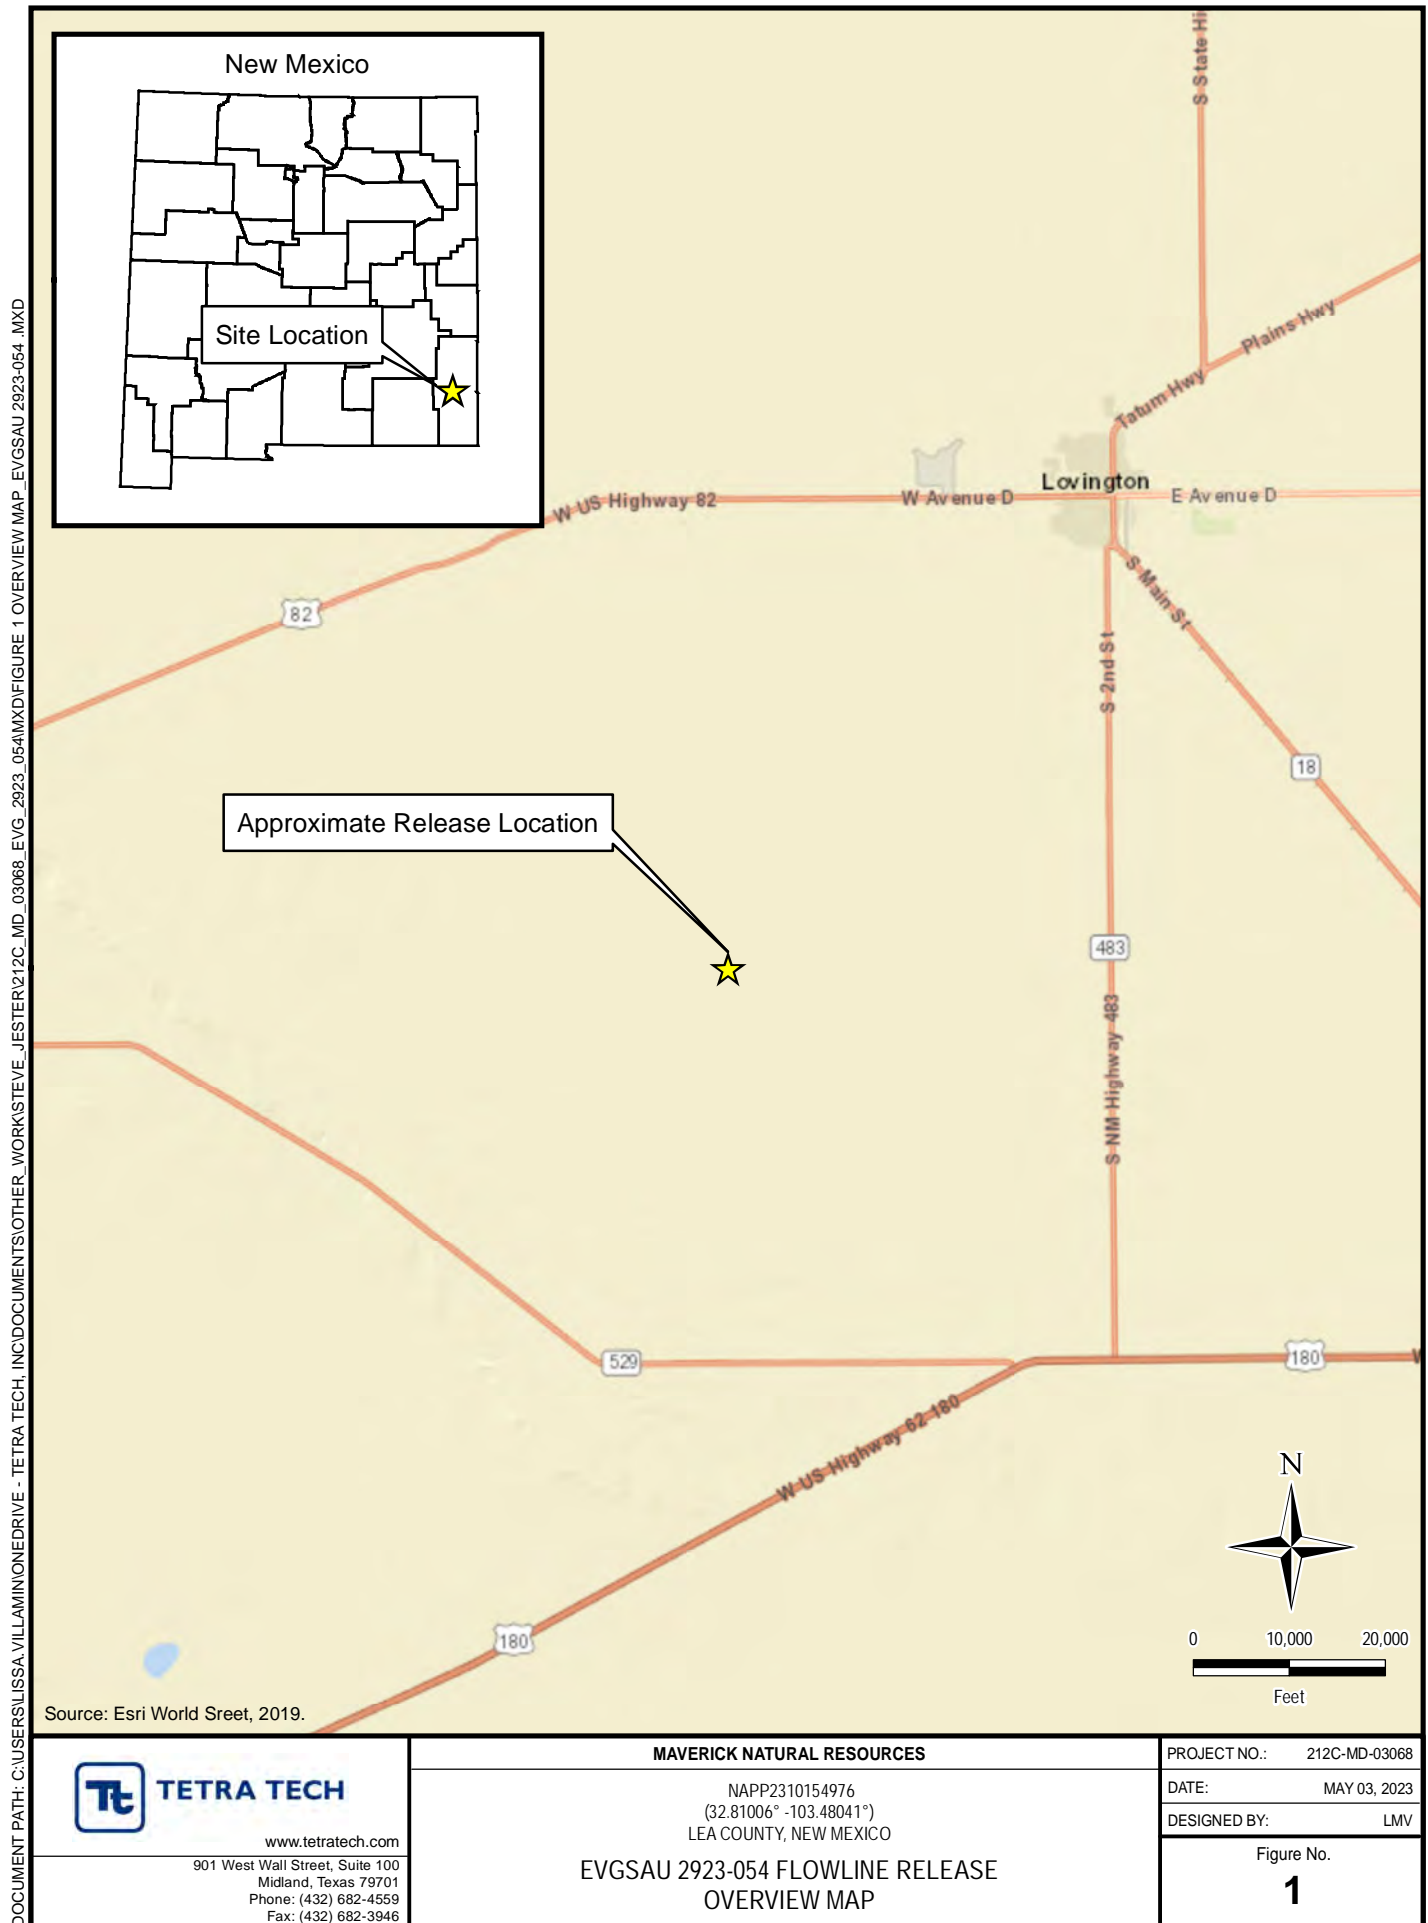 New Mexico
Site Location
S State Hi
Plains Hwy
Tatum Hwy
Lovington
W US Highway 82
W Avenue D
E Avenue D
82
S Main St
S 2nd St
18
Approximate Release Location
483
S NM Highway 483
529
180
W US Highway 62-180
N
180
0 10,000 20,000
Feet
Source: Esri World Sreet, 2019.
DOCUMENT PATH: C:\USERS\LISSA.VILLAMIN\ONEDRIVE - TETRA TECH, INC\DOCUMENTS\OTHER_WORK\STEVE_JESTER\212C_MD_03068_EVG_2923_054\MXD\FIGURE 1 OVERVIEW MAP_EVGSAU 2923-054 .MXD
Tt TETRA TECH
www.tetratech.com
901 West Wall Street, Suite 100
Midland, Texas 79701
Phone: (432) 682-4559
Fax: (432) 682-3946
MAVERICK NATURAL RESOURCES
NAPP2310154976
(32.81006° -103.48041°)
LEA COUNTY, NEW MEXICO
EVGSAU 2923-054 FLOWLINE RELEASE
OVERVIEW MAP
PROJECT NO.: 212C-MD-03068
DATE: MAY 03, 2023
DESIGNED BY: LMV
Figure No.
1